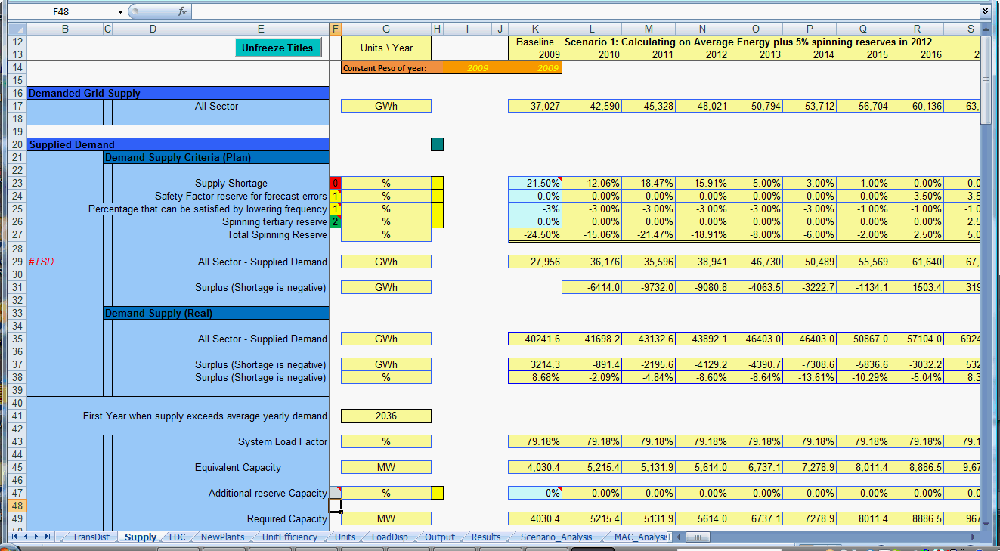 F48 fx
B C D E F G H I J K L M N O P Q R S
12 Unfreeze Titles Units \ Year Baseline Scenario 1: Calculating on Average Energy plus 5% spinning reserves in 2012
13 2009 2010 2011 2012 2013 2014 2015 2016 2
14 Constant Peso of year: 2009 2009
15
16 Demanded Grid Supply
17 All Sector GWh 37,027 42,590 45,328 48,021 50,794 53,712 56,704 60,136 63,
18
19
20 Supplied Demand
21 Demand Supply Criteria (Plan)
22
23 Supply Shortage 0 % -21.50% -12.06% -18.47% -15.91% -5.00% -3.00% -1.00% 0.00% 0.0
24 Safety Factor reserve for forecast errors 1 % 0.0% 0.00% 0.00% 0.00% 0.00% 0.00% 0.00% 3.50% 3.5
25 Percentage that can be satisfied by lowering frequency 1 % -3% -3.00% -3.00% -3.00% -3.00% -3.00% -1.00% -1.00% -1.0
26 Spinning tertiary reserve 2 % 0.0% 0.00% 0.00% 0.00% 0.00% 0.00% 0.00% 0.00% 2.5
27 Total Spinning Reserve % -24.50% -15.06% -21.47% -18.91% -8.00% -6.00% -2.00% 2.50% 5.0
28
29 #TSD All Sector - Supplied Demand GWh 27,956 36,176 35,596 38,941 46,730 50,489 55,569 61,640 67,
30
31 Surplus (Shortage is negative) GWh -6414.0 -9732.0 -9080.8 -4063.5 -3222.7 -1134.1 1503.4 319
32
33 Demand Supply (Real)
34
35 All Sector - Supplied Demand GWh 40241.6 41698.2 43132.6 43892.1 46403.0 46403.0 50867.0 57104.0 6924
36
37 Surplus (Shortage is negative) GWh 3214.3 -891.4 -2195.6 -4129.2 -4390.7 -7308.6 -5836.6 -3032.2 532
38 Surplus (Shortage is negative) % 8.68% -2.09% -4.84% -8.60% -8.64% -13.61% -10.29% -5.04% 8.3
39
40
41 First Year when supply exceeds average yearly demand 2036
42
43 System Load Factor % 79.18% 79.18% 79.18% 79.18% 79.18% 79.18% 79.18% 79.18% 79.1
44
45 Equivalent Capacity MW 4,030.4 5,215.4 5,131.9 5,614.0 6,737.1 7,278.9 8,011.4 8,886.5 9,67
46
47 Additional reserve Capacity % 0% 0.00% 0.00% 0.00% 0.00% 0.00% 0.00% 0.00% 0.0
48
49 Required Capacity MW 4030.4 5215.4 5131.9 5614.0 6737.1 7278.9 8011.4 8886.5 967
TransDist Supply LDC NewPlants UnitEfficiency Units LoadDisp Output Results Scenario_Analysis MAC_Analysis